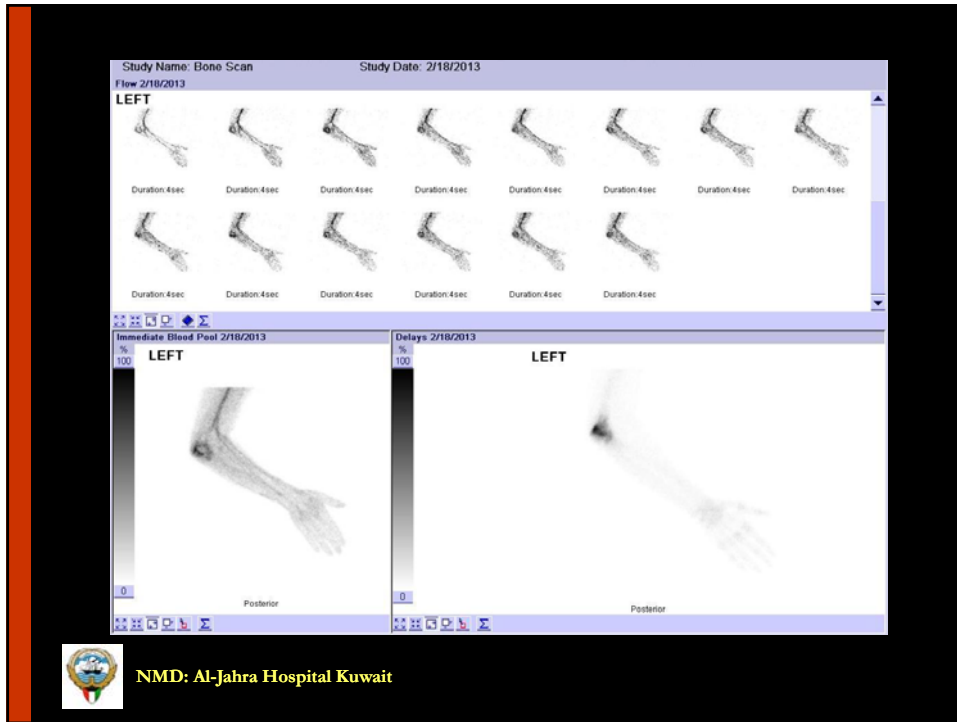 Study Name: Bone Scan Study Date: 2/18/2013
Flow 2/18/2013
LEFT
Duration:4sec Duration:4sec Duration:4sec Duration:4sec Duration:4sec Duration:4sec Duration:4sec Duration:4sec
Duration:4sec Duration:4sec Duration:4sec Duration:4sec Duration:4sec Duration:4sec
Immediate Blood Pool 2/18/2013
%
100
LEFT
0
Posterior
Delays 2/18/2013
%
100
LEFT
0
Posterior
NMD: Al-Jahra Hospital Kuwait